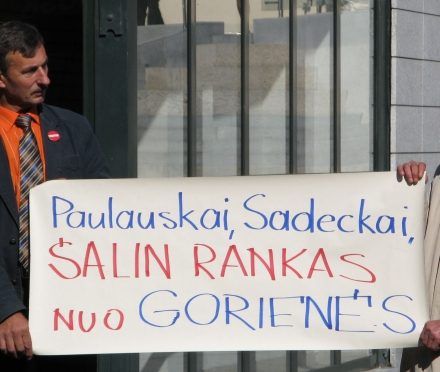 Paulauskai, Sadeckai,
ŠALIN RANKAS
NUO GORIENĖS